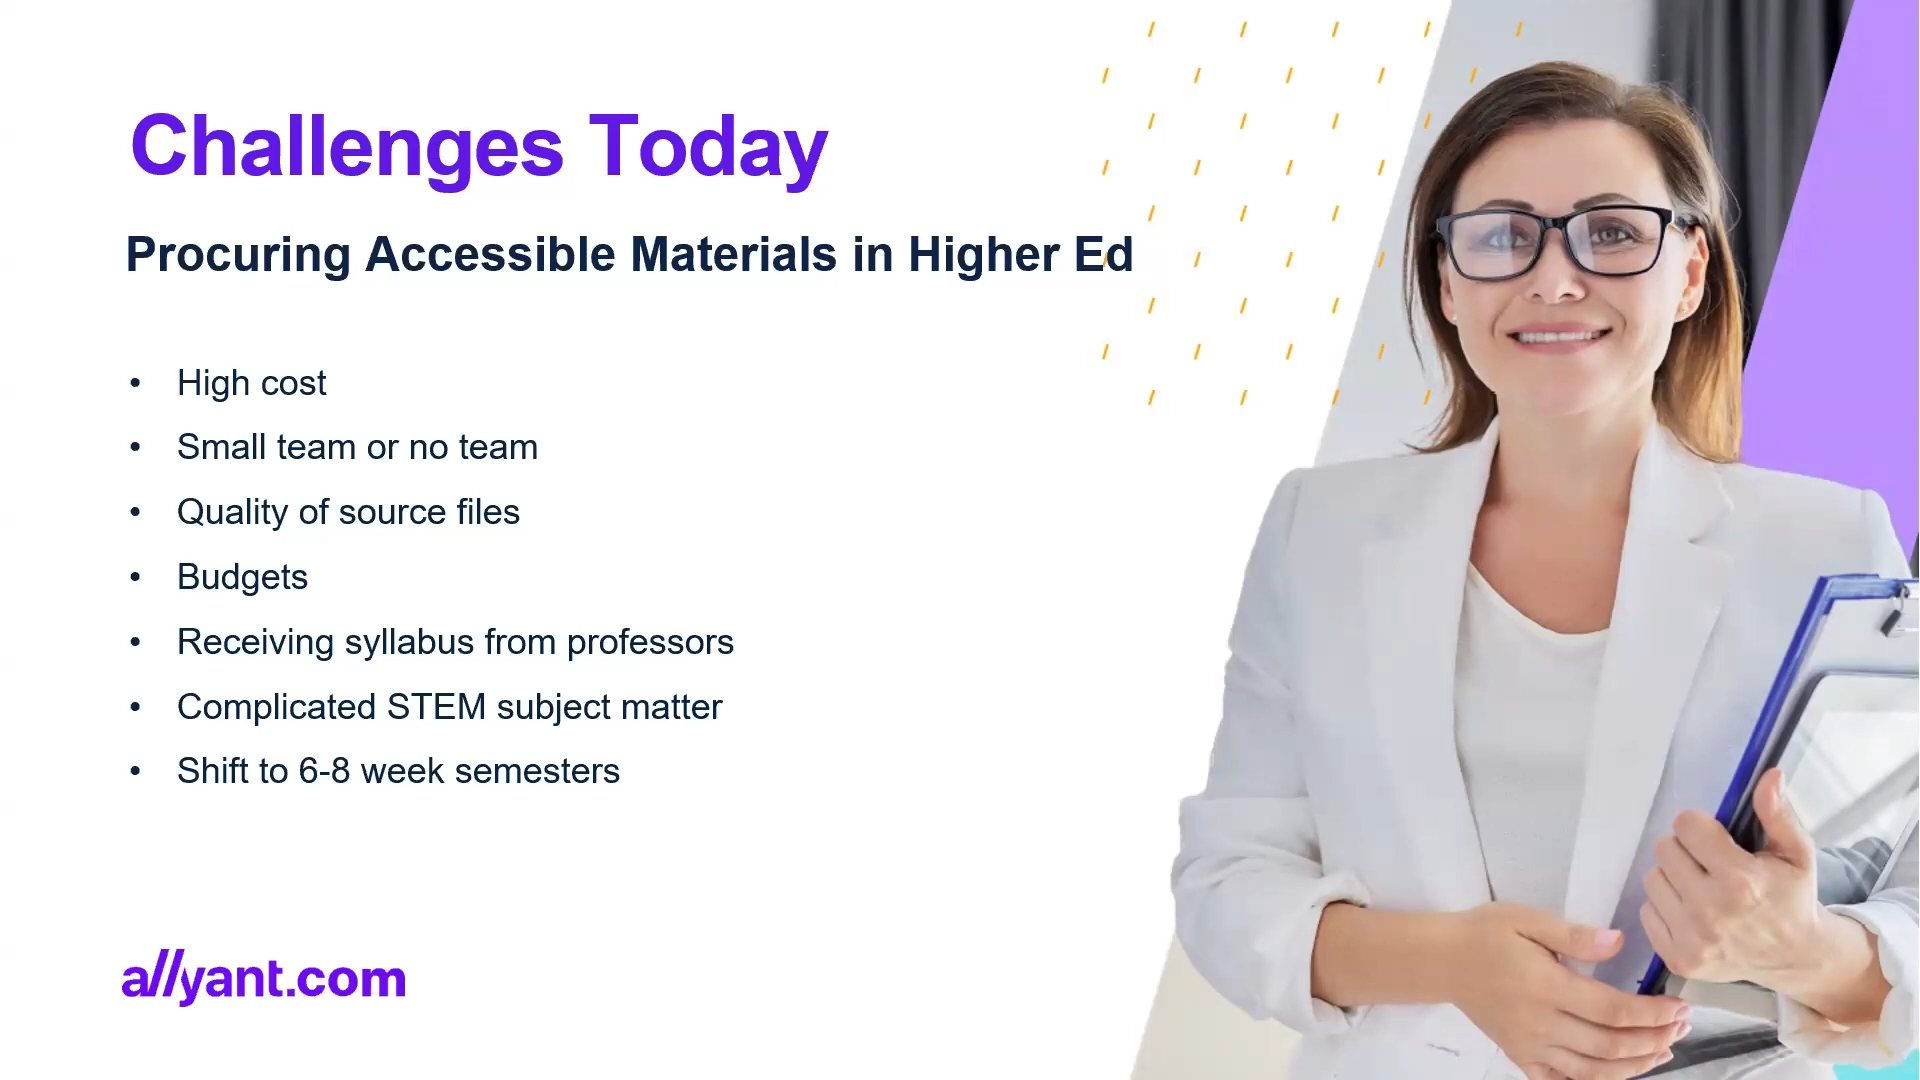 Challenges Today
Procuring Accessible Materials in Higher Ed
• High cost
• Small team or no team
• Quality of source files
• Budgets
• Receiving syllabus from professors
• Complicated STEM subject matter
• Shift to 6-8 week semesters
allyant.com